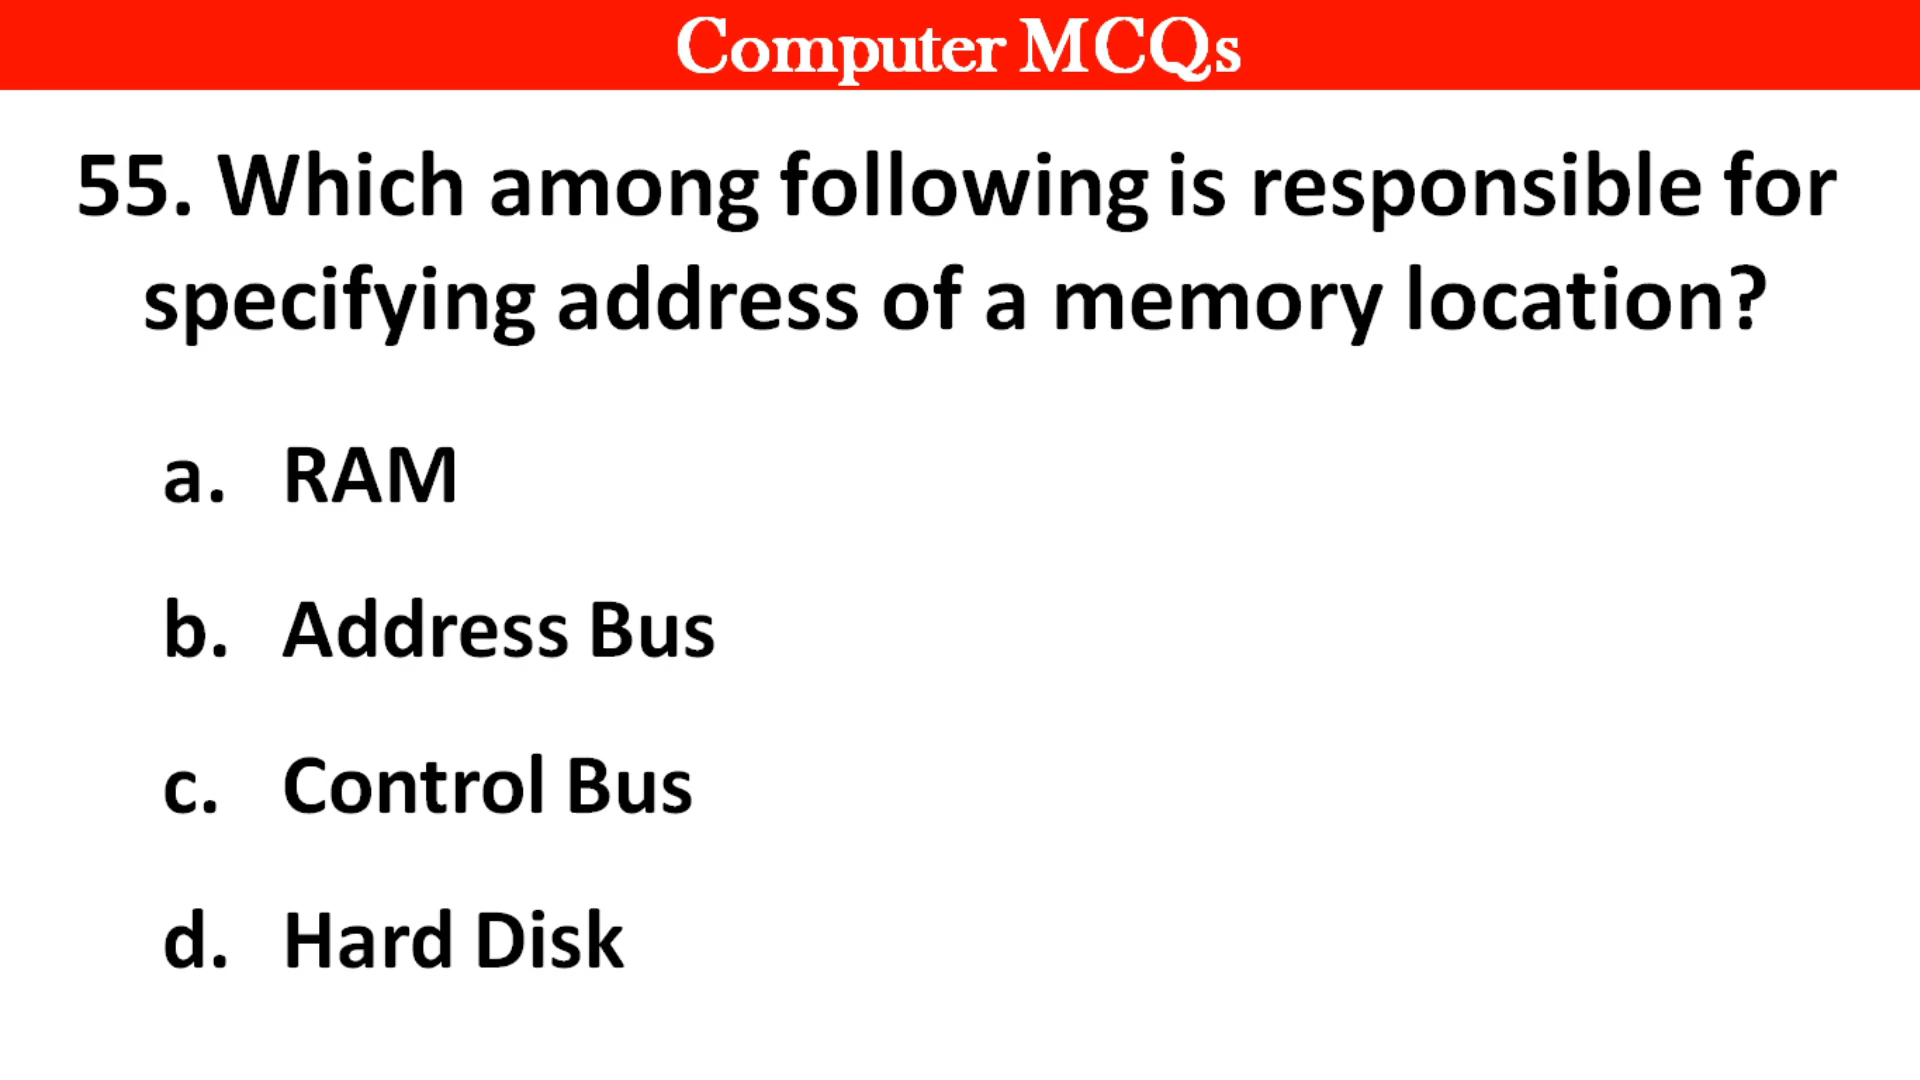 Computer MCQs
55. Which among following is responsible for
specifying address of a memory location?
a. RAM
b. Address Bus
c. Control Bus
d. Hard Disk